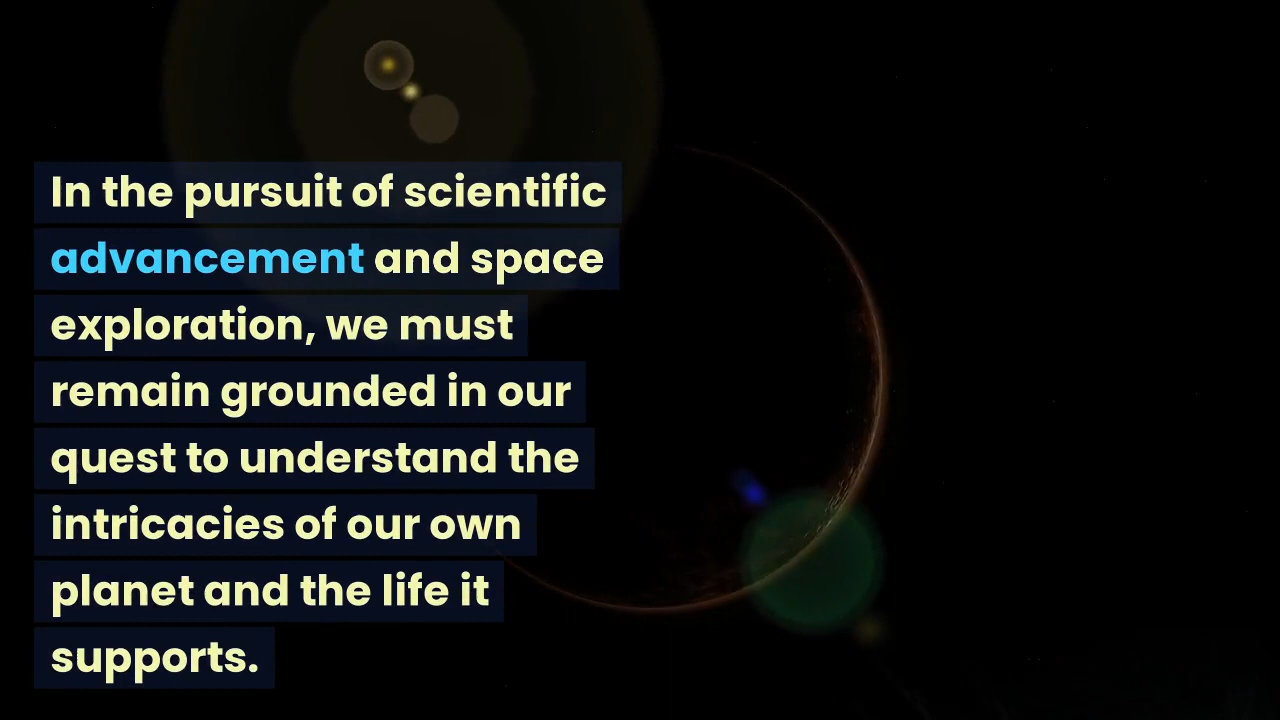 In the pursuit of scientific
advancement and space
exploration, we must
remain grounded in our
quest to understand the
intricacies of our own
planet and the life it
supports.